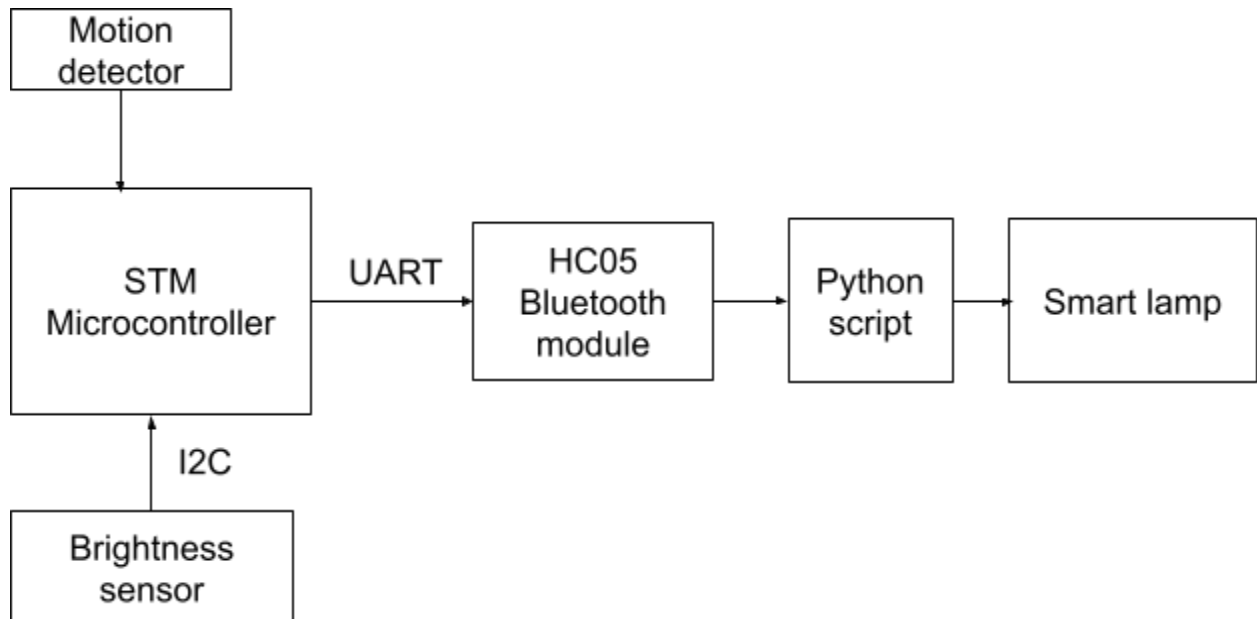 Motion
detector
STM
Microcontroller
UART
HC05
Bluetooth
module
Python
script
Smart lamp
I2C
Brightness
sensor